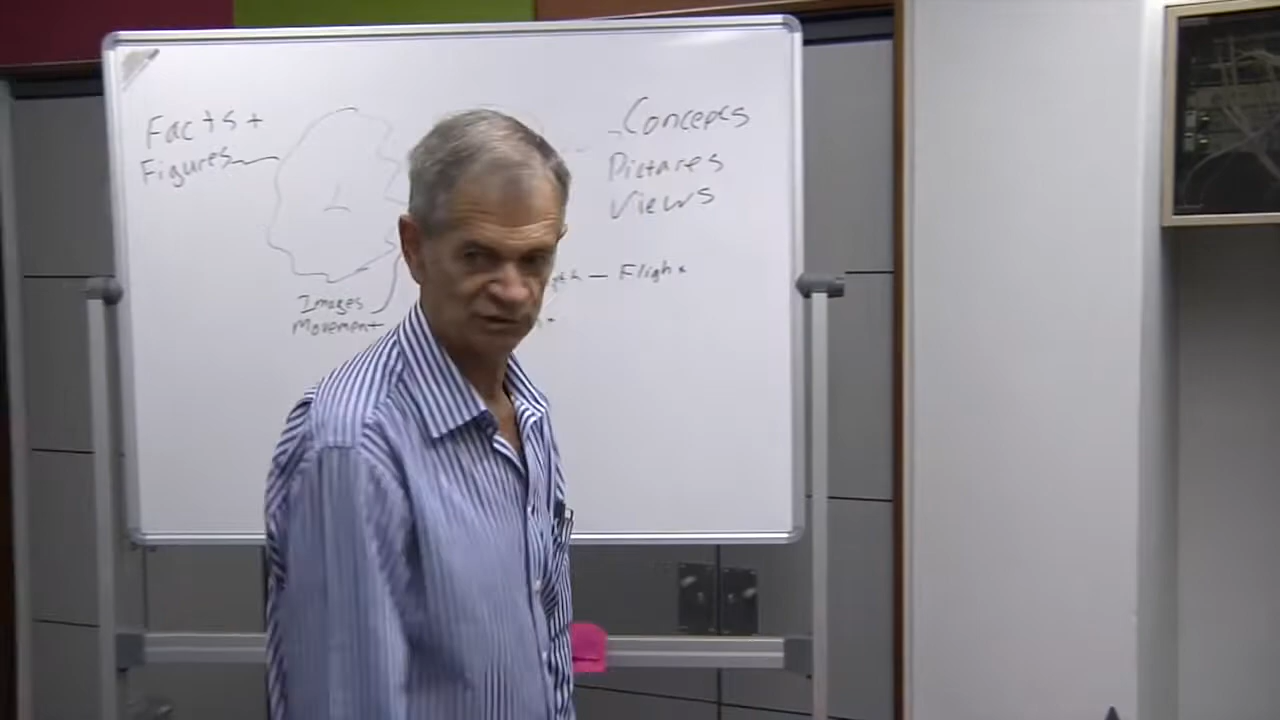 Facts +
Figures
Images
Movement
Concepts
Pictures
Views
— Flight